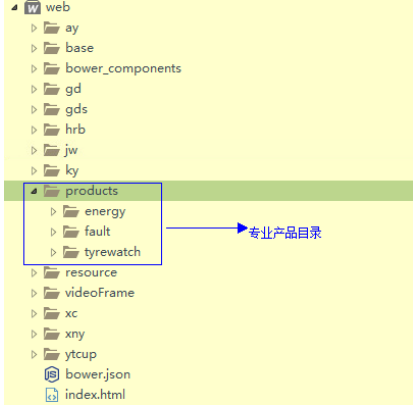 web
ay
base
bower_components
gd
gds
hrb
jw
ky
products
energy
fault
专业产品目录
tyrewatch
resource
videoFrame
xc
xny
ytcup
bower.json
index.html